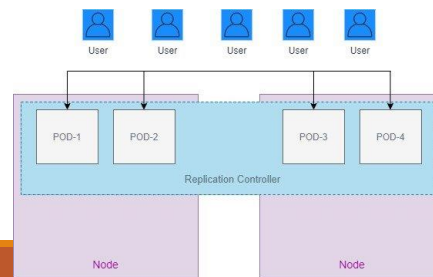 User User User User User
POD-1 POD-2 POD-3 POD-4
Replication Controller
Node Node